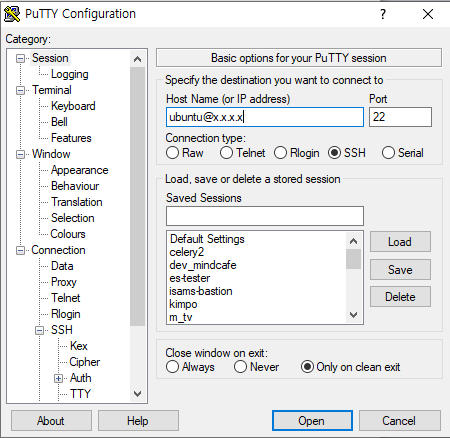 PuTTY Configuration
?
Category:
Session
Logging
Terminal
Keyboard
Bell
Features
Window
Appearance
Behaviour
Translation
Selection
Colours
Connection
Data
Proxy
Telnet
Rlogin
SSH
Kex
Cipher
Auth
TTY
Basic options for your PuTTY session
Specify the destination you want to connect to
Host Name (or IP address) Port
ubuntu@x.x.x.x 22
Connection type:
Raw Telnet Rlogin SSH Serial
Load, save or delete a stored session
Saved Sessions
Default Settings
celery2
dev_mindcafe
es-tester
isams-bastion
kimpo
m_tv
Load
Save
Delete
Close window on exit:
Always Never Only on clean exit
About Help Open Cancel